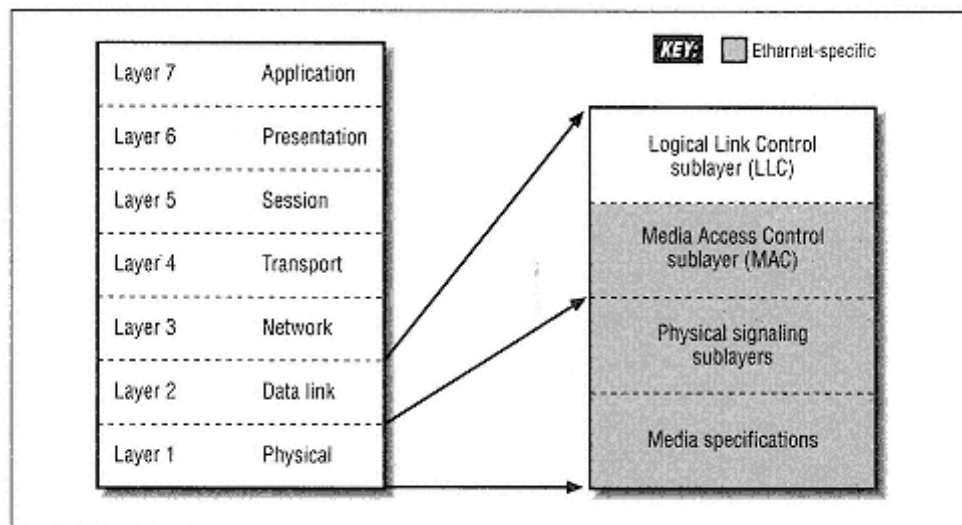 KEY: Ethernet-specific
Layer 7 Application
Layer 6 Presentation
Layer 5 Session
Layer 4 Transport
Layer 3 Network
Layer 2 Data link
Layer 1 Physical
Logical Link Control
sublayer (LLC)
Media Access Control
sublayer (MAC)
Physical signaling
sublayers
Media specifications